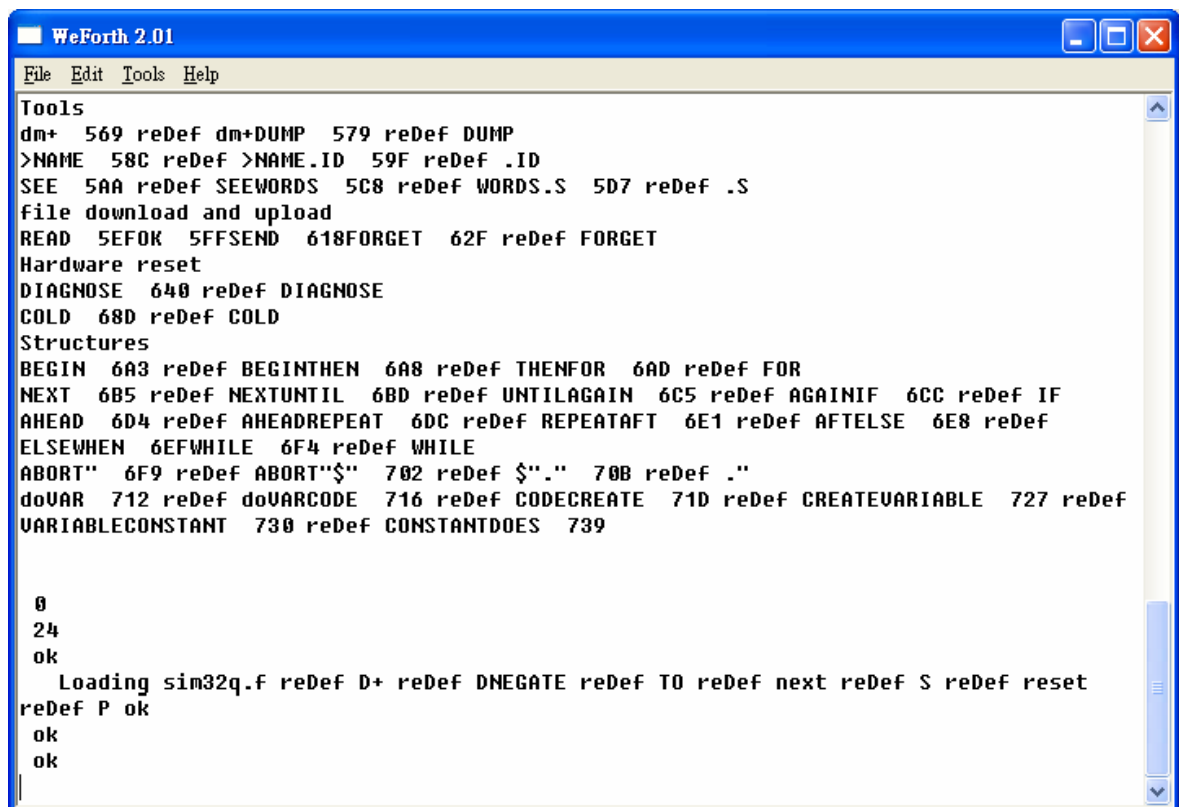 WeForth 2.01
File Edit Tools Help
Tools
dm+ 569 reDef dm+DUMP 579 reDef DUMP
>NAME 58C reDef >NAME.ID 59F reDef .ID
SEE 5AA reDef SEEWORDS 5C8 reDef WORDS.S 5D7 reDef .S
file download and upload
READ 5EFOK 5FFSEND 618FORGET 62F reDef FORGET
Hardware reset
DIAGNOSE 640 reDef DIAGNOSE
COLD 68D reDef COLD
Structures
BEGIN 6A3 reDef BEGINTHEN 6A8 reDef THENFOR 6AD reDef FOR
NEXT 6B5 reDef NEXTUNTIL 6BD reDef UNTILAGAIN 6C5 reDef AGAINIF 6CC reDef IF
AHEAD 6D4 reDef AHEADREPEAT 6DC reDef REPEATAFT 6E1 reDef AFTELSE 6E8 reDef
ELSEWHEN 6EFWHILE 6F4 reDef WHILE
ABORT" 6F9 reDef ABORT"$" 702 reDef $"." 70B reDef ."
doVAR 712 reDef doVARCODE 716 reDef CODECREATE 71D reDef CREATEVARIABLE 727 reDef
VARIABLECONSTANT 730 reDef CONSTANTDOES 739
0
24
ok
Loading sim32q.f reDef D+ reDef DNEGATE reDef TO reDef next reDef S reDef reset
reDef P ok
ok
ok